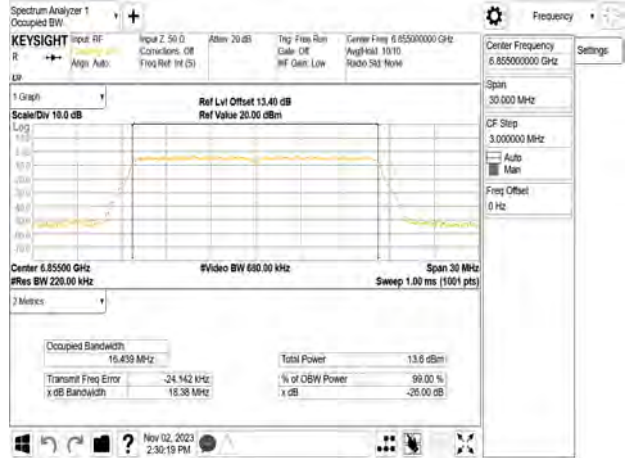 Spectrum Analyzer 1
Occupied BW
KEYSIGHT
R
Input: RF
Align: Auto
Input Z: 50 Ω
Corrections: Off
Freq Ref: Int (S)
Atten: 20 dB
Trig: Free Run
Gate: Off
#IF Gain: Low
Center Freq: 6.855000000 GHz
Avg|Hold: 10/10
Radio Std: None
1 Graph
Scale/Div 10.0 dB
Ref Lvl Offset 13.40 dB
Ref Value 20.00 dBm
Log
Center 6.85500 GHz
#Res BW 220.00 kHz
#Video BW 680.00 kHz
Span 30 MHz
Sweep 1.00 ms (1001 pts)
2 Metrics
Occupied Bandwidth
16.439 MHz
Total Power
13.6 dBm
Transmit Freq Error
-24.142 kHz
% of OBW Power
99.00 %
x dB Bandwidth
18.38 MHz
x dB
-26.00 dB
Nov 02, 2023
2:30:19 PM
Frequency
Settings
Center Frequency
6.855000000 GHz
Span
30.000 MHz
CF Step
3.000000 MHz
Auto
Man
Freq Offset
0 Hz